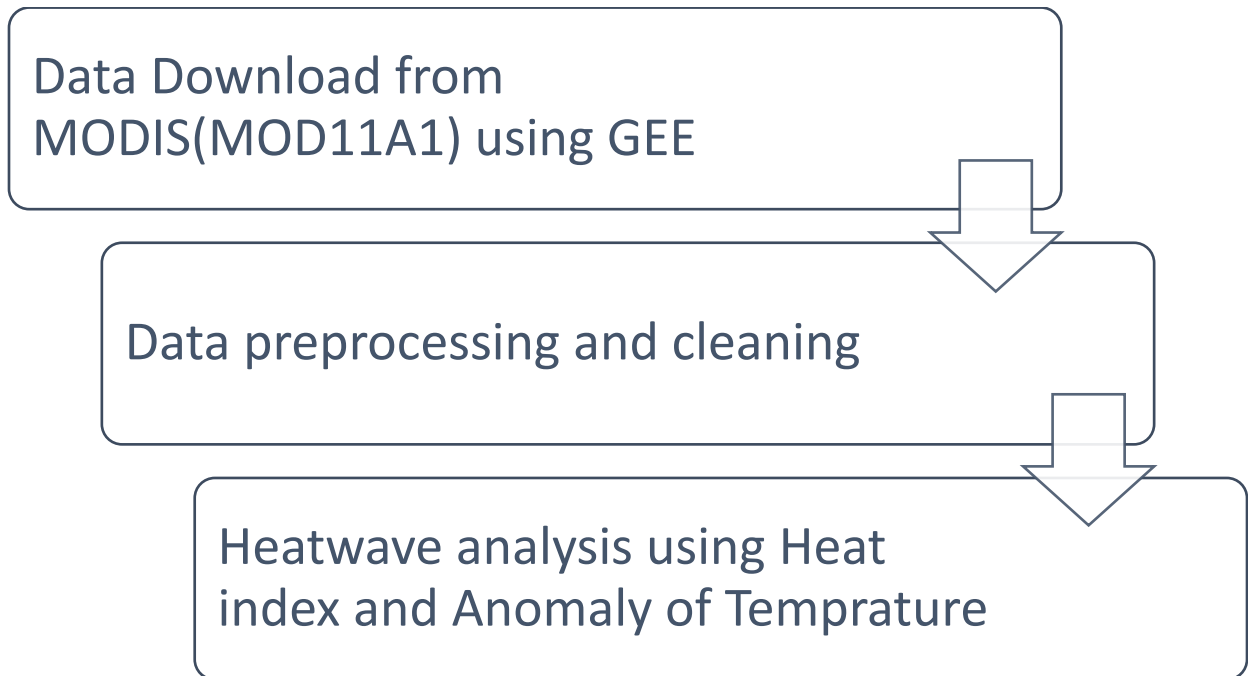 Data Download from
MODIS(MOD11A1) using GEE
Data preprocessing and cleaning
Heatwave analysis using Heat
index and Anomaly of Temprature